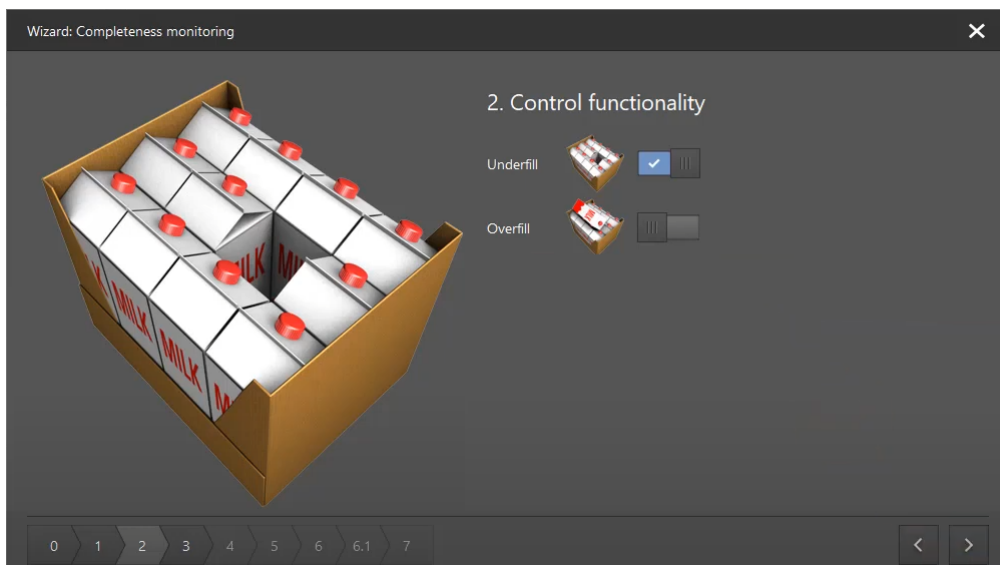 Wizard: Completeness monitoring
2. Control functionality
Underfill
Overfill
MILK
MILK
MILK
MILK
0 1 2 3 4 5 6 6.1 7